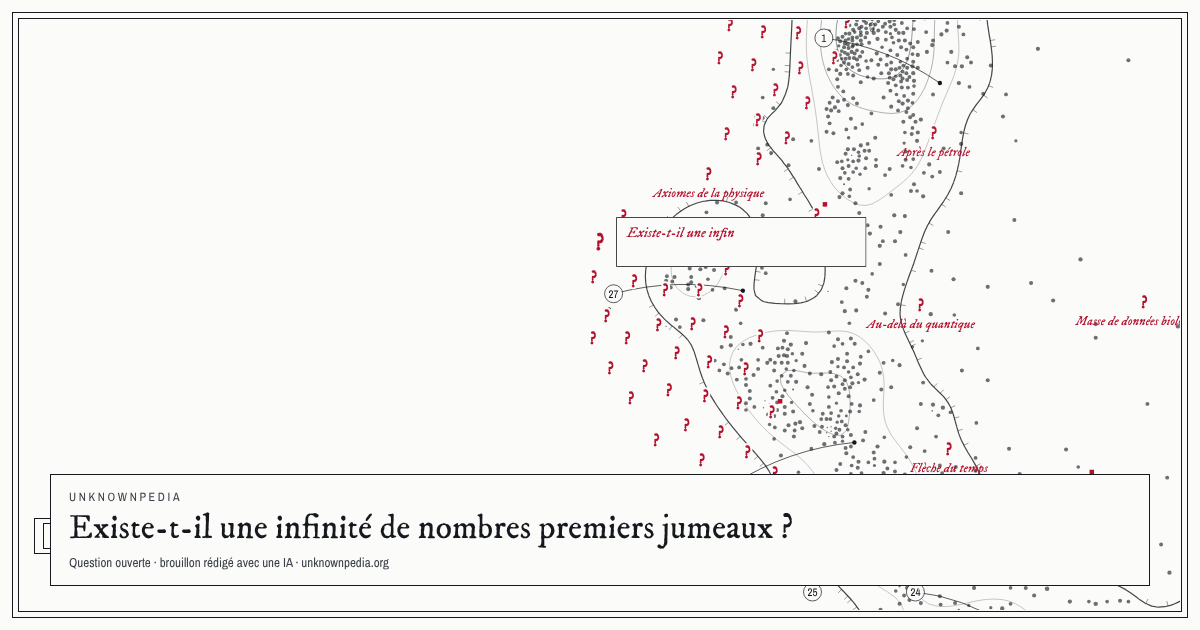 1
Après le pétrole
Axiomes de la physique
Existe-t-il une infin
27
Au-delà du quantique
Masse de données biol
Flèche du temps
UNKNOWNPEDIA
Existe-t-il une infinité de nombres premiers jumeaux ?
Question ouverte · brouillon rédigé avec une IA · unknownpedia.org
25
24